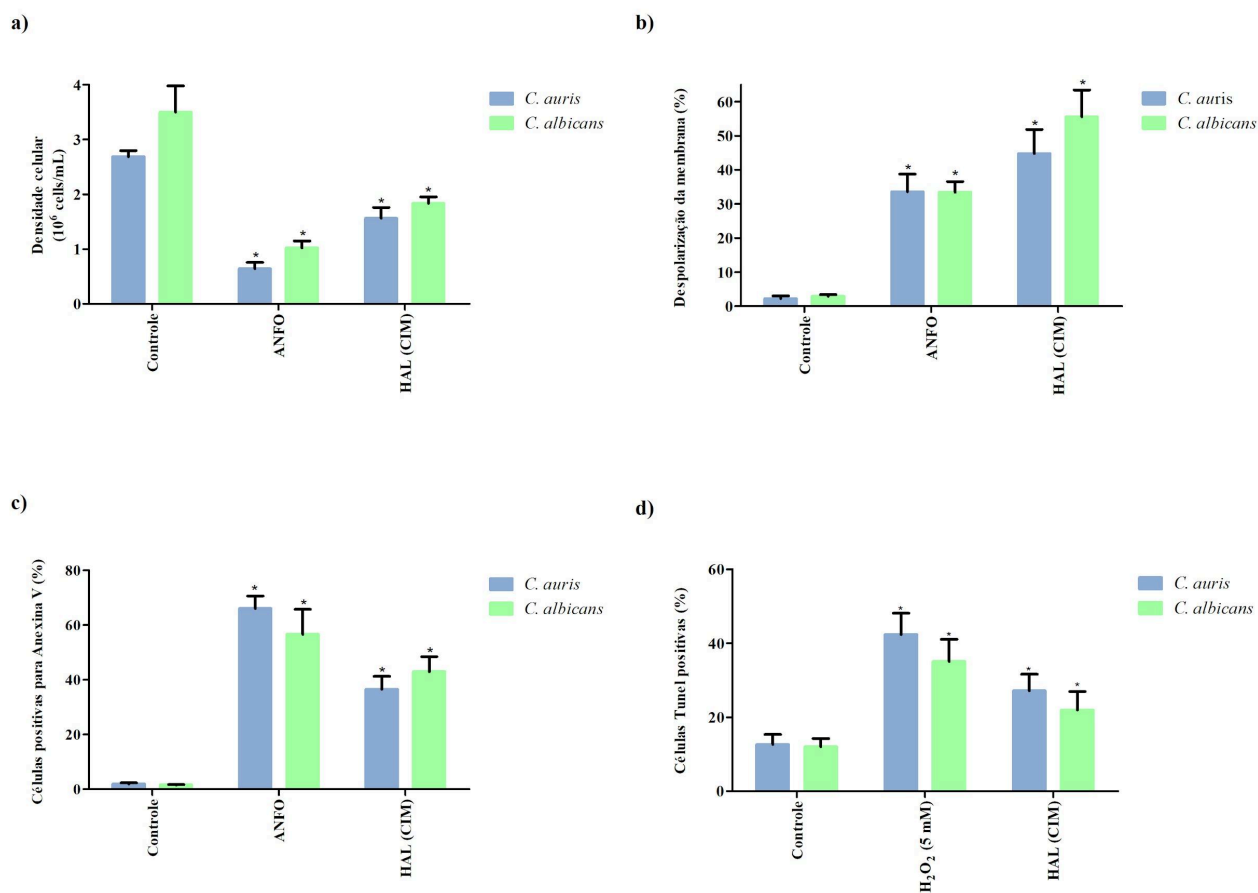 a)
4
3
2
1
0
Densidade celular
(10⁶ cells/mL)
Controle
ANFO
HAL (CIM)
* * * *
C. auris
C. albicans
b)
60
50
40
30
20
10
0
Despolarização da membrana (%)
Controle
ANFO
HAL (CIM)
* * * *
C. auris
C. albicans
c)
80
60
40
20
0
Células positivas para Anexina V (%)
Controle
ANFO
HAL (CIM)
* * * *
C. auris
C. albicans
d)
60
40
20
0
Células Tunel positivas (%)
Controle
H₂O₂ (5 mM)
HAL (CIM)
* * * *
C. auris
C. albicans